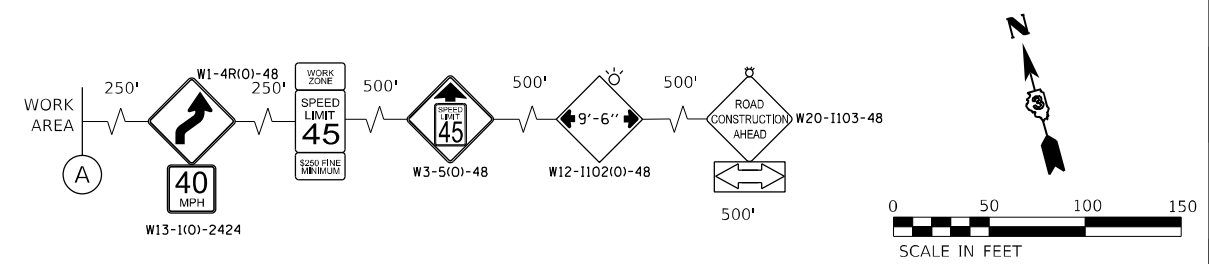 WORK
AREA
A
250'
W1-4R(O)-48
40
MPH
W13-1(O)-2424
250'
WORK
ZONE
SPEED
LIMIT
45
$250 FINE
MINIMUM
500'
SPEED
LIMIT
45
W3-5(O)-48
500'
9'-6"
W12-I102(O)-48
500'
ROAD
CONSTRUCTION
AHEAD
W20-I103-48
500'
N
3
0 50 100 150
SCALE IN FEET